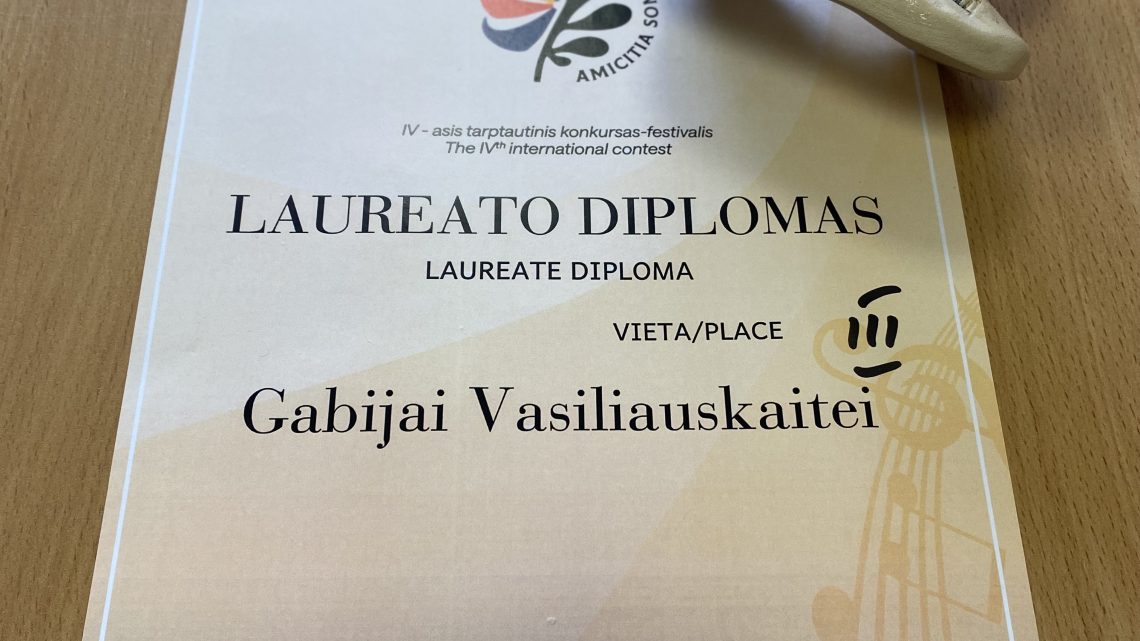 AMICITIA
IV - asis tarptautinis konkursas-festivalis
The IVth international contest
LAUREATO DIPLOMAS
LAUREATE DIPLOMA
VIETA/PLACE III
Gabijai Vasiliauskaitei